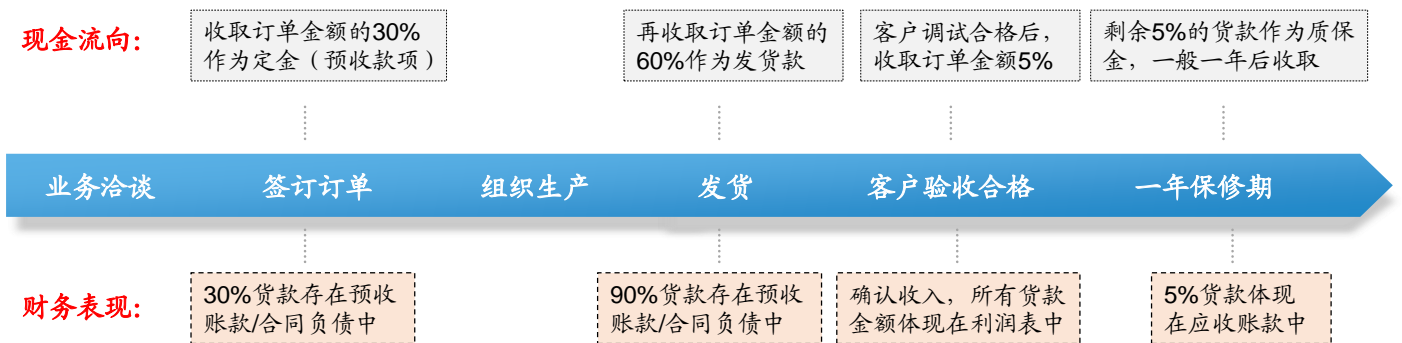 现金流向：
收取订单金额的30%
作为定金（预收款项）
再收取订单金额的
60%作为发货款
客户调试合格后，
收取订单金额5%
剩余5%的货款作为质保
金，一般一年后收取
业务洽谈
签订订单
组织生产
发货
客户验收合格
一年保修期
财务表现：
30%货款存在预收
账款/合同负债中
90%货款存在预收
账款/合同负债中
确认收入，所有货款
金额体现在利润表中
5%货款体现
在应收账款中